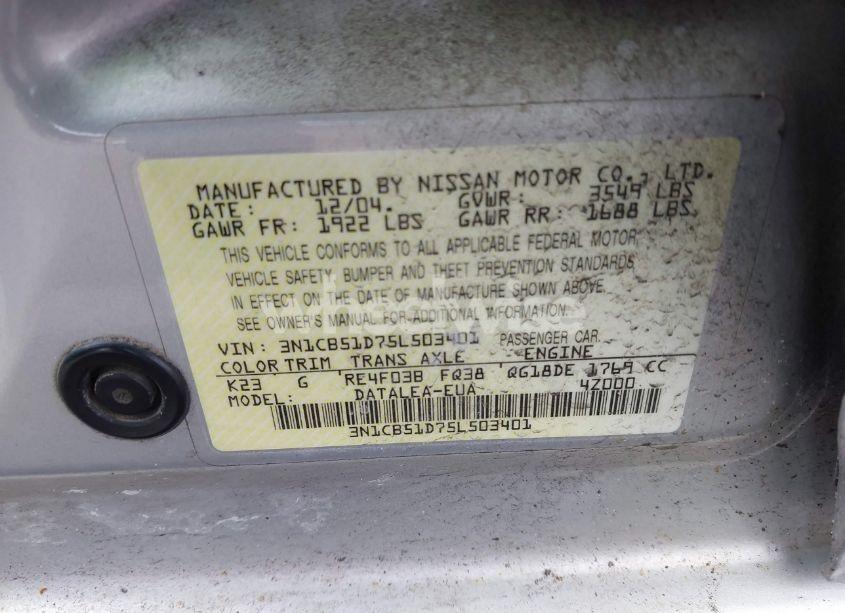 MANUFACTURED BY NISSAN MOTOR CO., LTD.
DATE: 12/04. GVWR: 3549 LBS
GAWR FR: 1922 LBS GAWR RR: 1688 LBS
THIS VEHICLE CONFORMS TO ALL APPLICABLE FEDERAL MOTOR
VEHICLE SAFETY, BUMPER AND THEFT PREVENTION STANDARDS
IN EFFECT ON THE DATE OF MANUFACTURE SHOWN ABOVE.
SEE OWNER'S MANUAL FOR ADDITIONAL INFORMATION.
VIN: 3N1CB51D75L503401 PASSENGER CAR.
COLOR TRIM TRANS AXLE ENGINE
K23 G RE4F03B FQ38 QG18DE 1769 CC
MODEL: DATALEA-EUA 4Z000
3N1CB51D75L503401